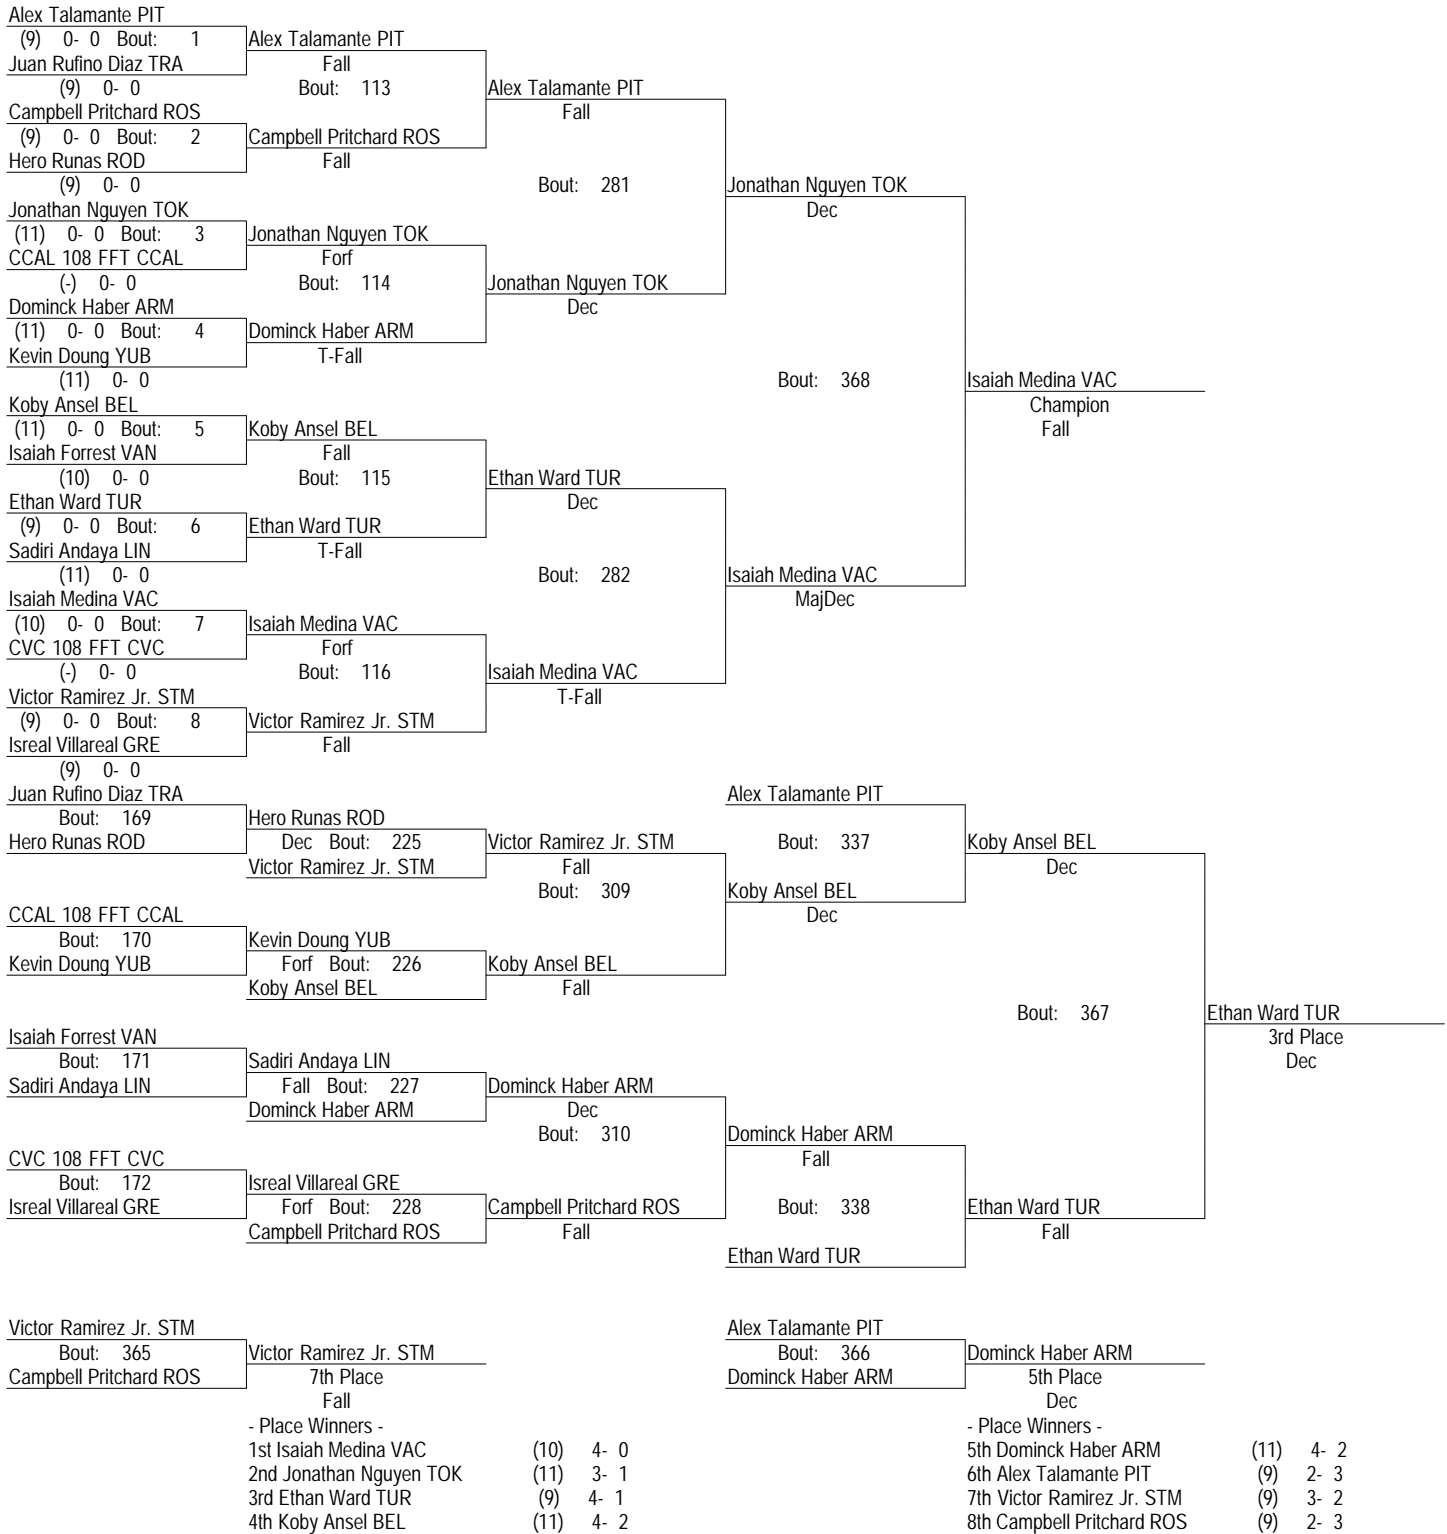 Alex Talamante PIT
(9) 0- 0 Bout: 1 Alex Talamante PIT
Juan Rufino Diaz TRA Fall
(9) 0- 0 Bout: 113 Alex Talamante PIT
Campbell Pritchard ROS Fall
(9) 0- 0 Bout: 2 Campbell Pritchard ROS
Hero Runas ROD Fall
(9) 0- 0 Bout: 281 Jonathan Nguyen TOK
Jonathan Nguyen TOK Dec
(11) 0- 0 Bout: 3 Jonathan Nguyen TOK
CCAL 108 FFT CCAL Forf
(-) 0- 0 Bout: 114 Jonathan Nguyen TOK
Dominck Haber ARM Dec
(11) 0- 0 Bout: 4 Dominck Haber ARM
Kevin Doung YUB T-Fall
(11) 0- 0 Bout: 368 Isaiah Medina VAC
Koby Ansel BEL Champion
(11) 0- 0 Bout: 5 Koby Ansel BEL Fall
Isaiah Forrest VAN Fall
(10) 0- 0 Bout: 115 Ethan Ward TUR
Ethan Ward TUR Dec
(9) 0- 0 Bout: 6 Ethan Ward TUR
Sadiri Andaya LIN T-Fall
(11) 0- 0 Bout: 282 Isaiah Medina VAC
Isaiah Medina VAC MajDec
(10) 0- 0 Bout: 7 Isaiah Medina VAC
CVC 108 FFT CVC Forf
(-) 0- 0 Bout: 116 Isaiah Medina VAC
Victor Ramirez Jr. STM T-Fall
(9) 0- 0 Bout: 8 Victor Ramirez Jr. STM
Isreal Villareal GRE Fall
(9) 0- 0
Juan Rufino Diaz TRA Alex Talamante PIT
Bout: 169 Hero Runas ROD
Hero Runas ROD Dec Bout: 225 Victor Ramirez Jr. STM Bout: 337 Koby Ansel BEL
Victor Ramirez Jr. STM Fall Dec
Bout: 309 Koby Ansel BEL
CCAL 108 FFT CCAL Dec
Bout: 170 Kevin Doung YUB
Kevin Doung YUB Forf Bout: 226 Koby Ansel BEL
Koby Ansel BEL Fall
Bout: 367 Ethan Ward TUR
Isaiah Forrest VAN 3rd Place
Bout: 171 Sadiri Andaya LIN Dec
Sadiri Andaya LIN Fall Bout: 227 Dominck Haber ARM
Dominck Haber ARM Dec
Bout: 310 Dominck Haber ARM
CVC 108 FFT CVC Fall
Bout: 172 Isreal Villareal GRE
Isreal Villareal GRE Forf Bout: 228 Campbell Pritchard ROS Bout: 338 Ethan Ward TUR
Campbell Pritchard ROS Fall Fall
Ethan Ward TUR
Victor Ramirez Jr. STM Alex Talamante PIT
Bout: 365 Victor Ramirez Jr. STM Bout: 366 Dominck Haber ARM
Campbell Pritchard ROS 7th Place Dominck Haber ARM 5th Place
Fall Dec
- Place Winners - - Place Winners -
1st Isaiah Medina VAC (10) 4- 0 5th Dominck Haber ARM (11) 4- 2
2nd Jonathan Nguyen TOK (11) 3- 1 6th Alex Talamante PIT (9) 2- 3
3rd Ethan Ward TUR (9) 4- 1 7th Victor Ramirez Jr. STM (9) 3- 2
4th Koby Ansel BEL (11) 4- 2 8th Campbell Pritchard ROS (9) 2- 3